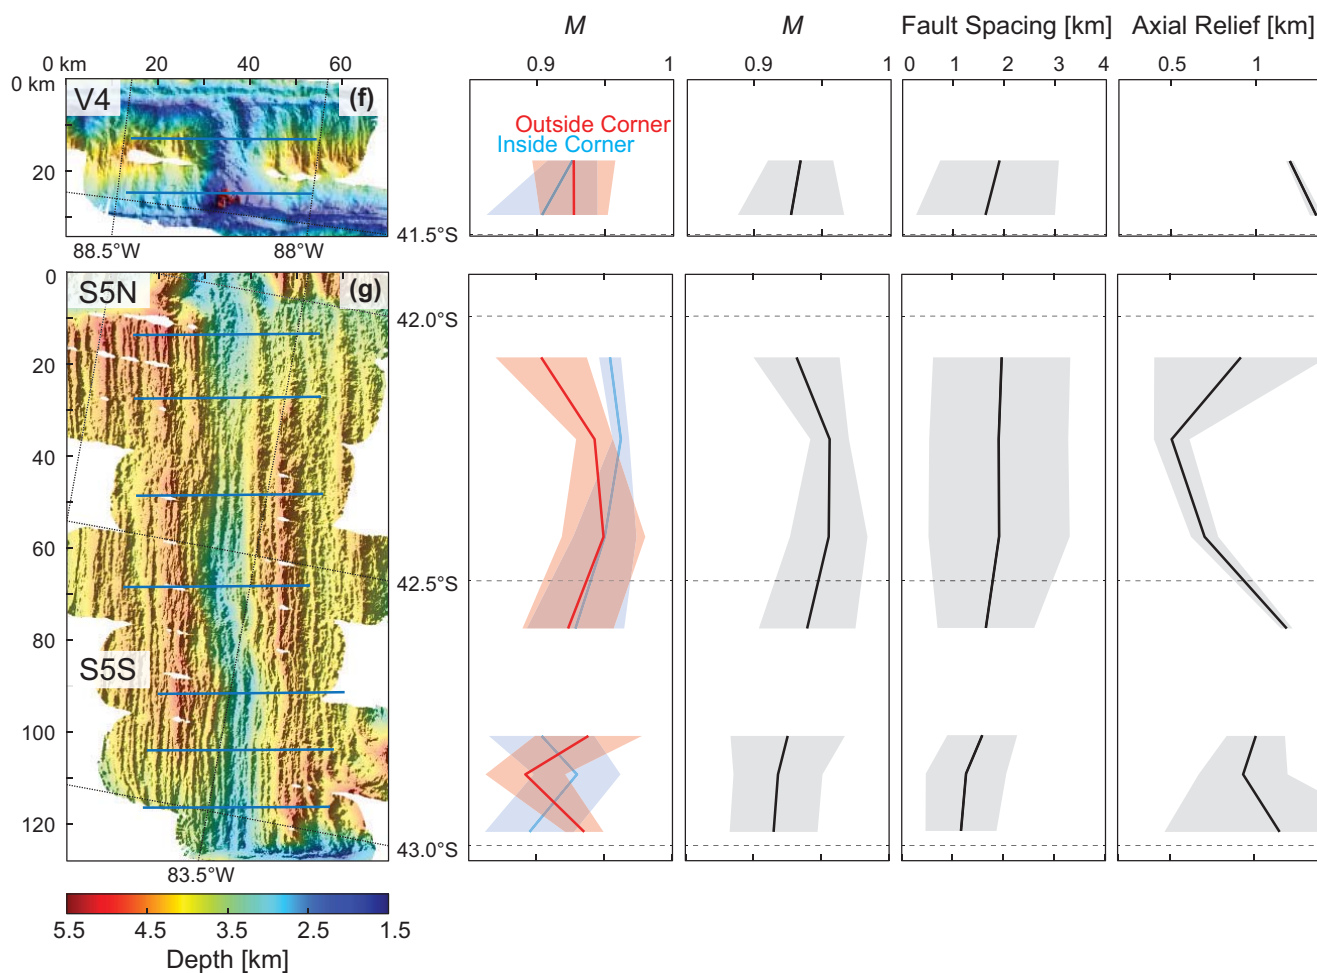 M
M
Fault Spacing [km]
Axial Relief [km]
0 km 20 40 60
0.9 1
0.9 1
0 1 2 3 4
0.5 1
0 km
20
V4
(f)
Outside Corner
Inside Corner
88.5°W 88°W
41.5°S
0
20
40
60
80
100
120
S5N
(g)
S5S
42.0°S
42.5°S
43.0°S
83.5°W
5.5 4.5 3.5 2.5 1.5
Depth [km]